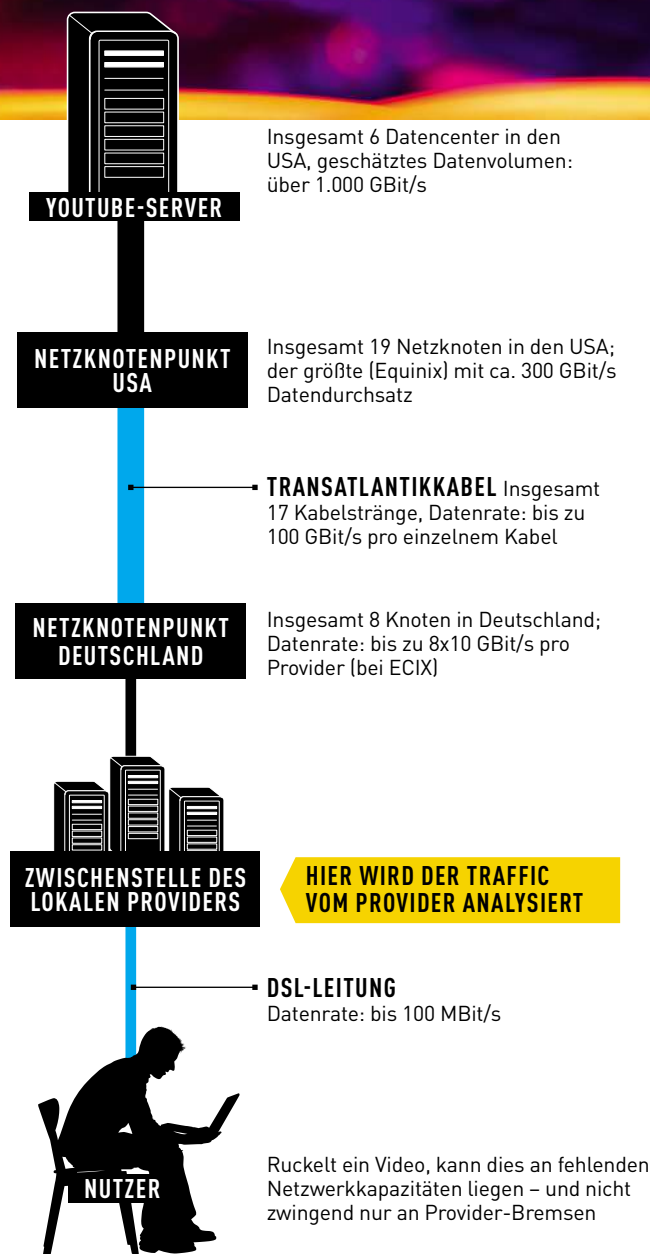 Insgesamt 6 Datencenter in den
USA, geschätztes Datenvolumen:
über 1.000 GBit/s
YOUTUBE-SERVER
NETZKNOTENPUNKT
USA
Insgesamt 19 Netzknoten in den USA;
der größte (Equinix) mit ca. 300 GBit/s
Datendurchsatz
TRANSATLANTIKKABEL Insgesamt
17 Kabelstränge, Datenrate: bis zu
100 GBit/s pro einzelnem Kabel
NETZKNOTENPUNKT
DEUTSCHLAND
Insgesamt 8 Knoten in Deutschland;
Datenrate: bis zu 8x10 GBit/s pro
Provider (bei ECIX)
ZWISCHENSTELLE DES
LOKALEN PROVIDERS
HIER WIRD DER TRAFFIC
VOM PROVIDER ANALYSIERT
DSL-LEITUNG
Datenrate: bis 100 MBit/s
NUTZER
Ruckelt ein Video, kann dies an fehlenden
Netzwerkkapazitäten liegen – und nicht
zwingend nur an Provider-Bremsen